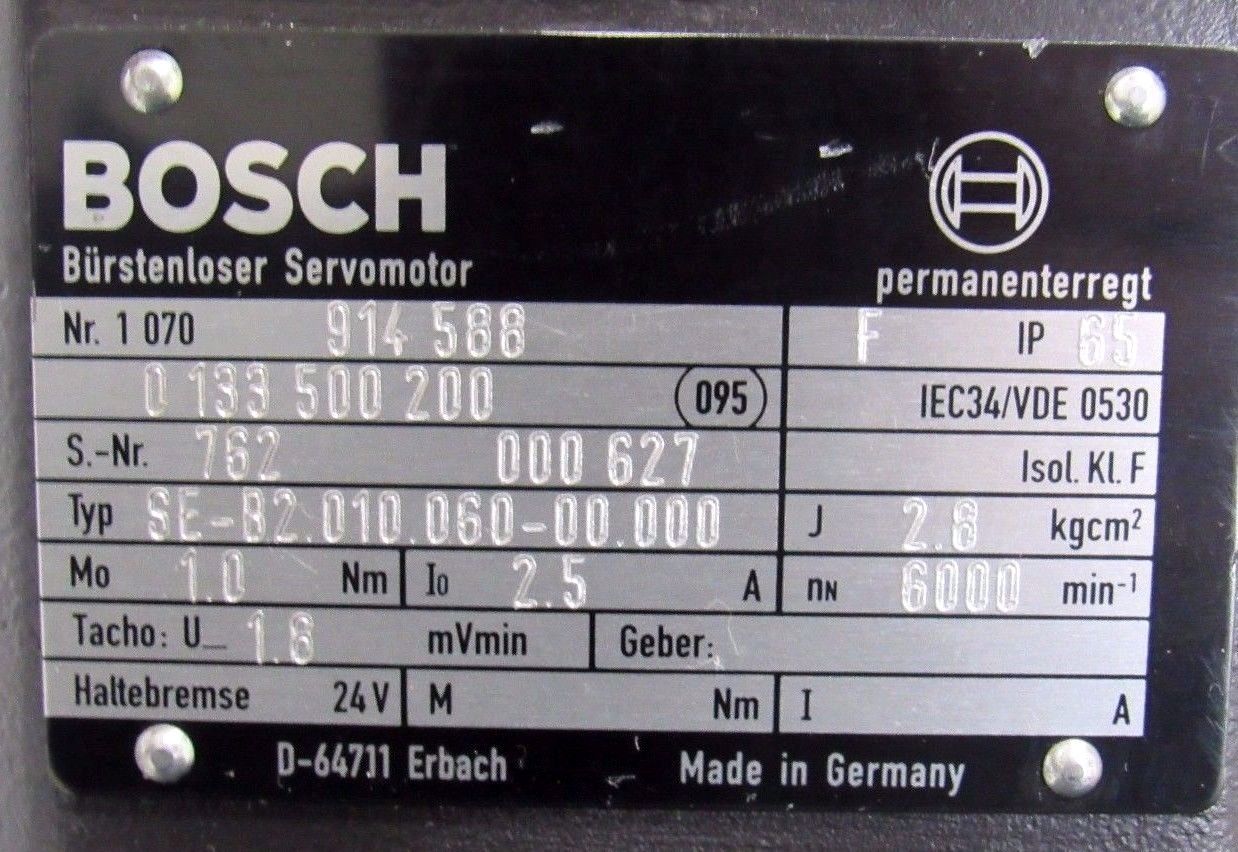 BOSCH
Bürstenloser Servomotor permanenterregt
Nr. 1 070 914 588 F IP 65
0 133 500 200 095 IEC34/VDE 0530
S.-Nr. 762 000 627 Isol. Kl. F
Typ SE-B2.010.060-00.000 J 2.8 kgcm²
Mo 1.0 Nm Io 2.5 A nN 6000 min-1
Tacho: U_ 1.8 mVmin Geber:
Haltebremse 24V M Nm I A
D-64711 Erbach Made in Germany